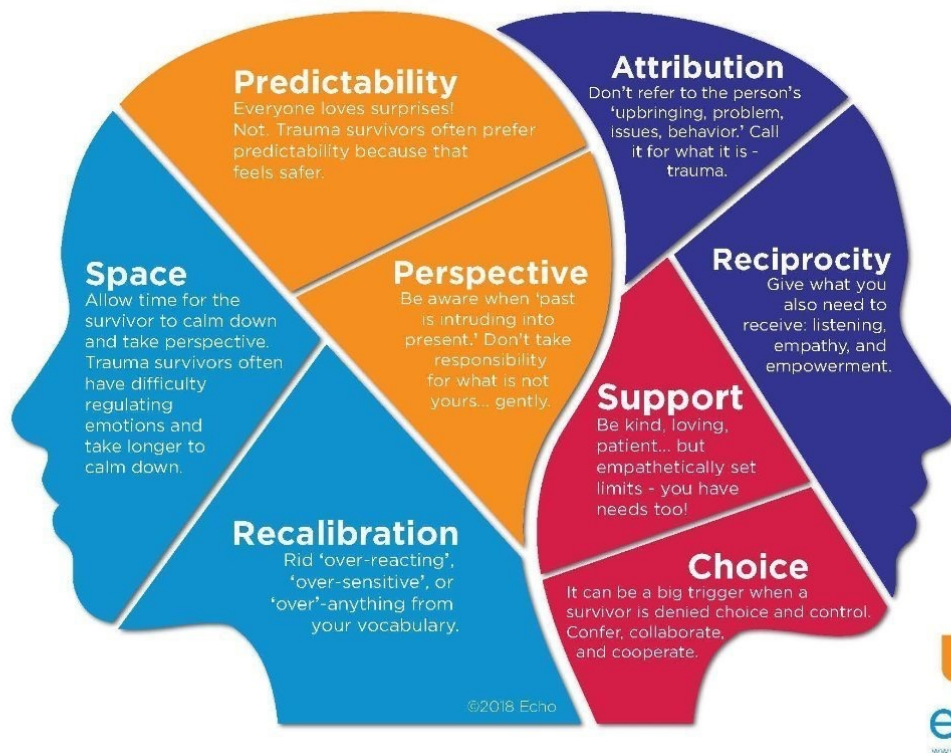 Predictability
Everyone loves surprises!
Not. Trauma survivors often prefer
predictability because that
feels safer.
Attribution
Don't refer to the person's
'upbringing, problem,
issues, behavior.' Call
it for what it is -
trauma.
Space
Allow time for the
survivor to calm down
and take perspective.
Trauma survivors often
have difficulty
regulating
emotions and
take longer to
calm down.
Perspective
Be aware when 'past
is intruding into
present.' Don't take
responsibility
for what is not
yours... gently.
Reciprocity
Give what you
also need to
receive: listening,
empathy, and
empowerment.
Support
Be kind, loving,
patient... but
empathetically set
limits - you have
needs too!
Recalibration
Rid 'over-reacting',
'over-sensitive', or
'over'-anything from
your vocabulary.
Choice
It can be a big trigger when a
survivor is denied choice and control.
Confer, collaborate,
and cooperate.
©2018 Echo